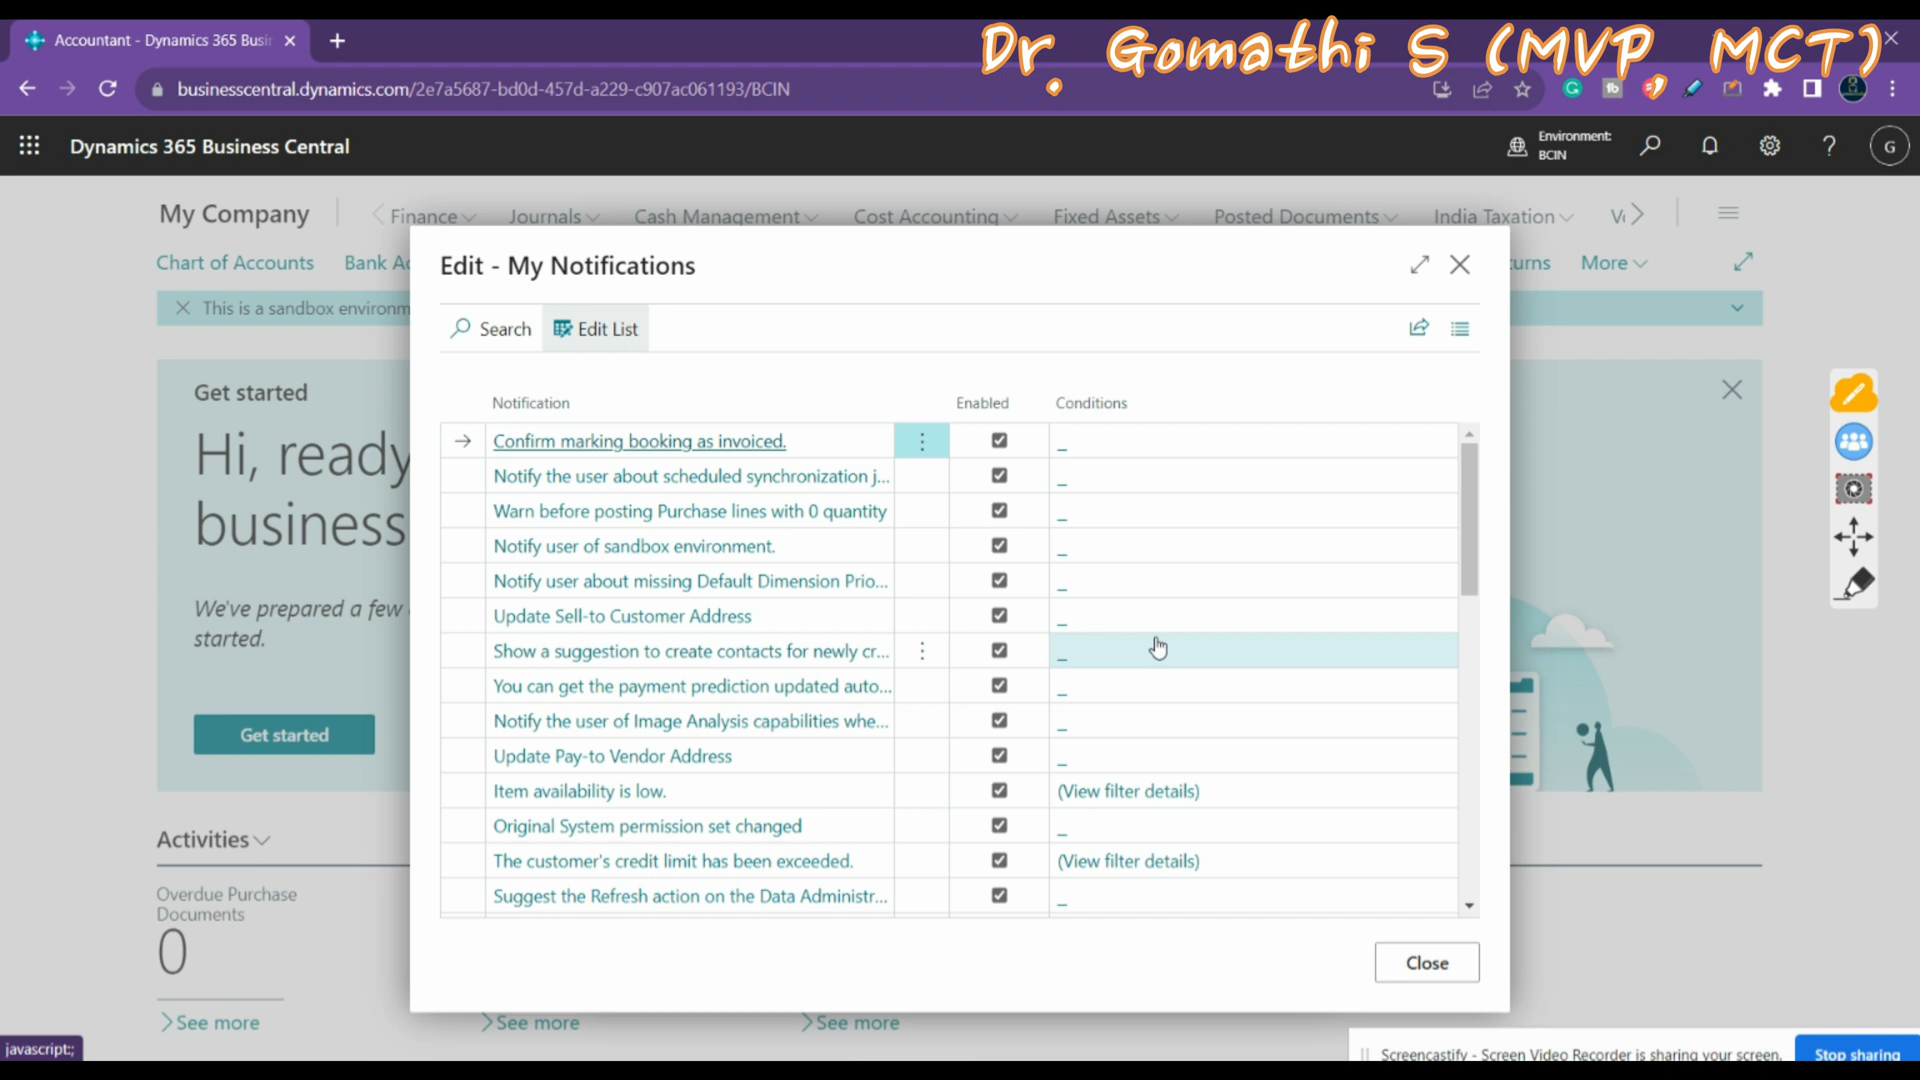 Dr. Gomathi S (MVP, MCT)
Accountant - Dynamics 365 Busi
businesscentral.dynamics.com/2e7a5687-bd0d-457d-a229-c907ac061193/BCIN
Dynamics 365 Business Central
Environment:
BCIN
G
My Company
Finance
Journals
Cash Management
Cost Accounting
Fixed Assets
Posted Documents
India Taxation
Chart of Accounts
Bank Ac
urns
More
This is a sandbox environm
Edit - My Notifications
Search
Edit List
Notification Enabled Conditions
Confirm marking booking as invoiced. _
Notify the user about scheduled synchronization j... _
Warn before posting Purchase lines with 0 quantity _
Notify user of sandbox environment. _
Notify user about missing Default Dimension Prio... _
Update Sell-to Customer Address _
Show a suggestion to create contacts for newly cr... _
You can get the payment prediction updated auto... _
Notify the user of Image Analysis capabilities whe... _
Update Pay-to Vendor Address _
Item availability is low. (View filter details)
Original System permission set changed _
The customer's credit limit has been exceeded. (View filter details)
Suggest the Refresh action on the Data Administr... _
Close
Get started
Hi, ready
business
We've prepared a few
started.
Get started
Activities
Overdue Purchase
Documents
0
See more
See more
See more
javascript:;
Screencastify - Screen Video Recorder is sharing your screen.
Stop sharing